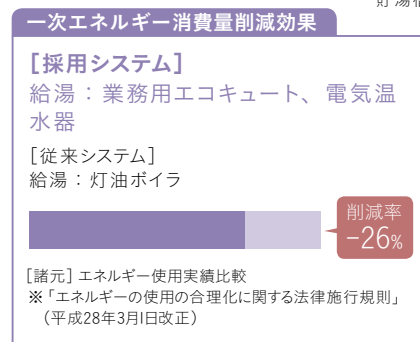 貯湯
一次エネルギー消費量削減効果
[採用システム]
給湯：業務用エコキュート、電気温
水器
[従来システム]
給湯：灯油ボイラ
削減率
−26%
[諸元] エネルギー使用実績比較
※「エネルギーの使用の合理化に関する法律施行規則」
（平成28年3月1日改正）